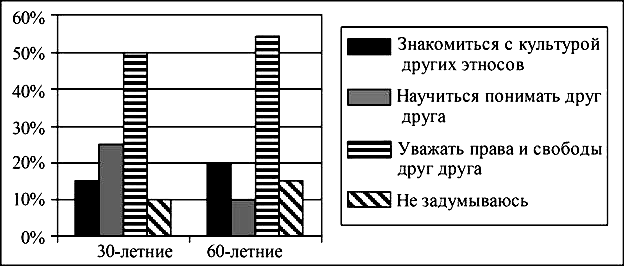 60%
50%
40%
30%
20%
10%
0%
30-летние
60-летние
Знакомиться с культурой
других этносов
Научиться понимать друг
друга
Уважать права и свободы
друг друга
Не задумываюсь